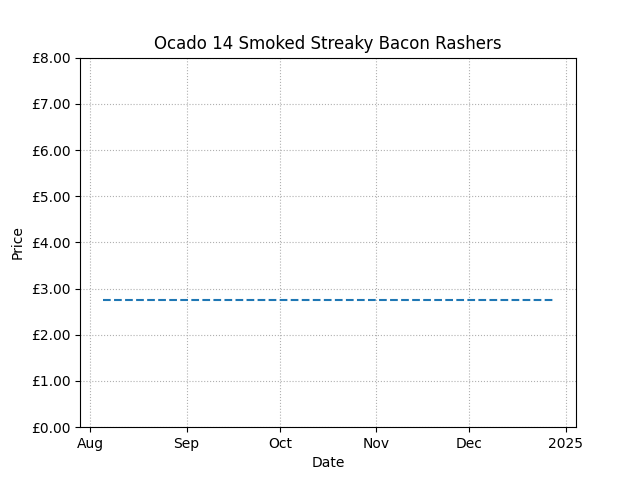 Ocado 14 Smoked Streaky Bacon Rashers
£8.00
£7.00
£6.00
£5.00
£4.00
£3.00
£2.00
£1.00
£0.00
Price
Aug Sep Oct Nov Dec 2025
Date